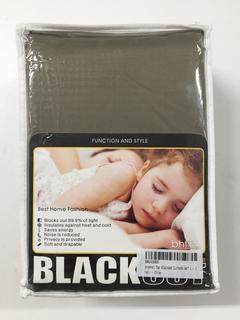 FUNCTION AND STYLE
Best Home Fashion
Blocks out 99.9% of light
Insulates against heat and cold
Saves energy
Noise is reduced
Privacy is provided
Soft and drapable
bhf
BLACKOUT